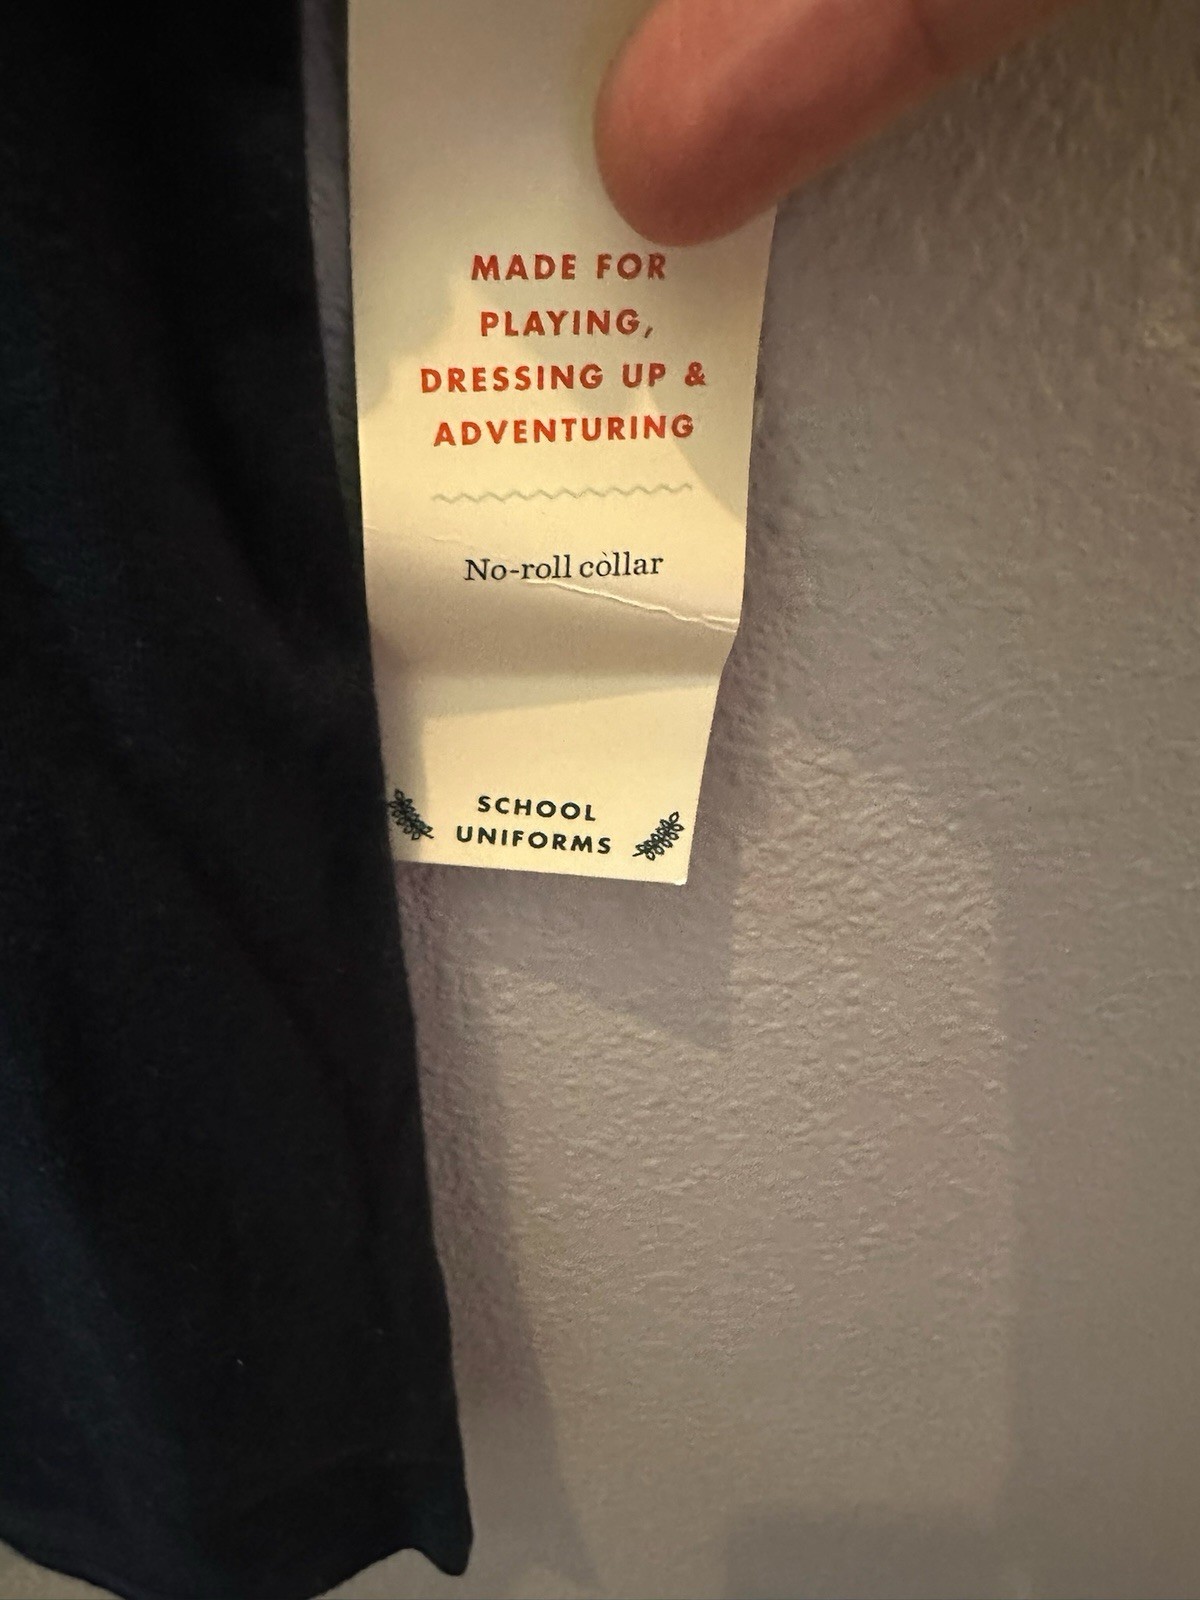 MADE FOR
PLAYING,
DRESSING UP &
ADVENTURING
No-roll collar
SCHOOL
UNIFORMS